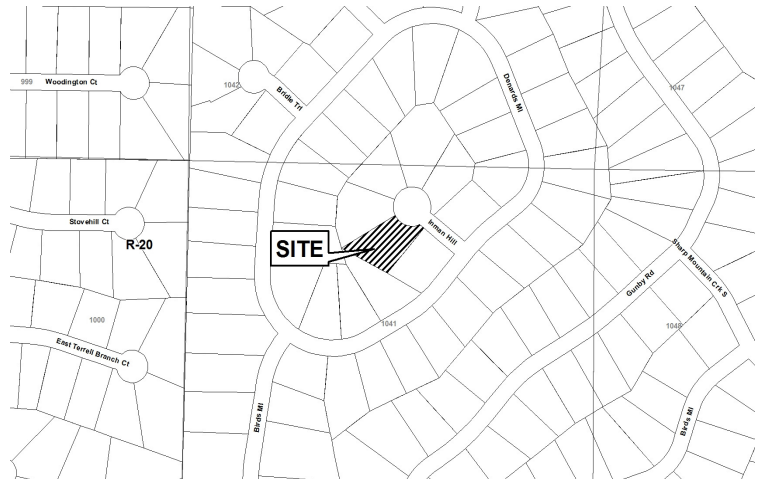 999
Woodington Ct
1042
Bridle Trl
Denards Ml
1047
Stovehill Ct
R-20
SITE
Inman Hill
Sharp Mountain Crk S
Gunby Rd
1000
East Terrell Branch Ct
1041
1048
Birds Ml
Birds Ml